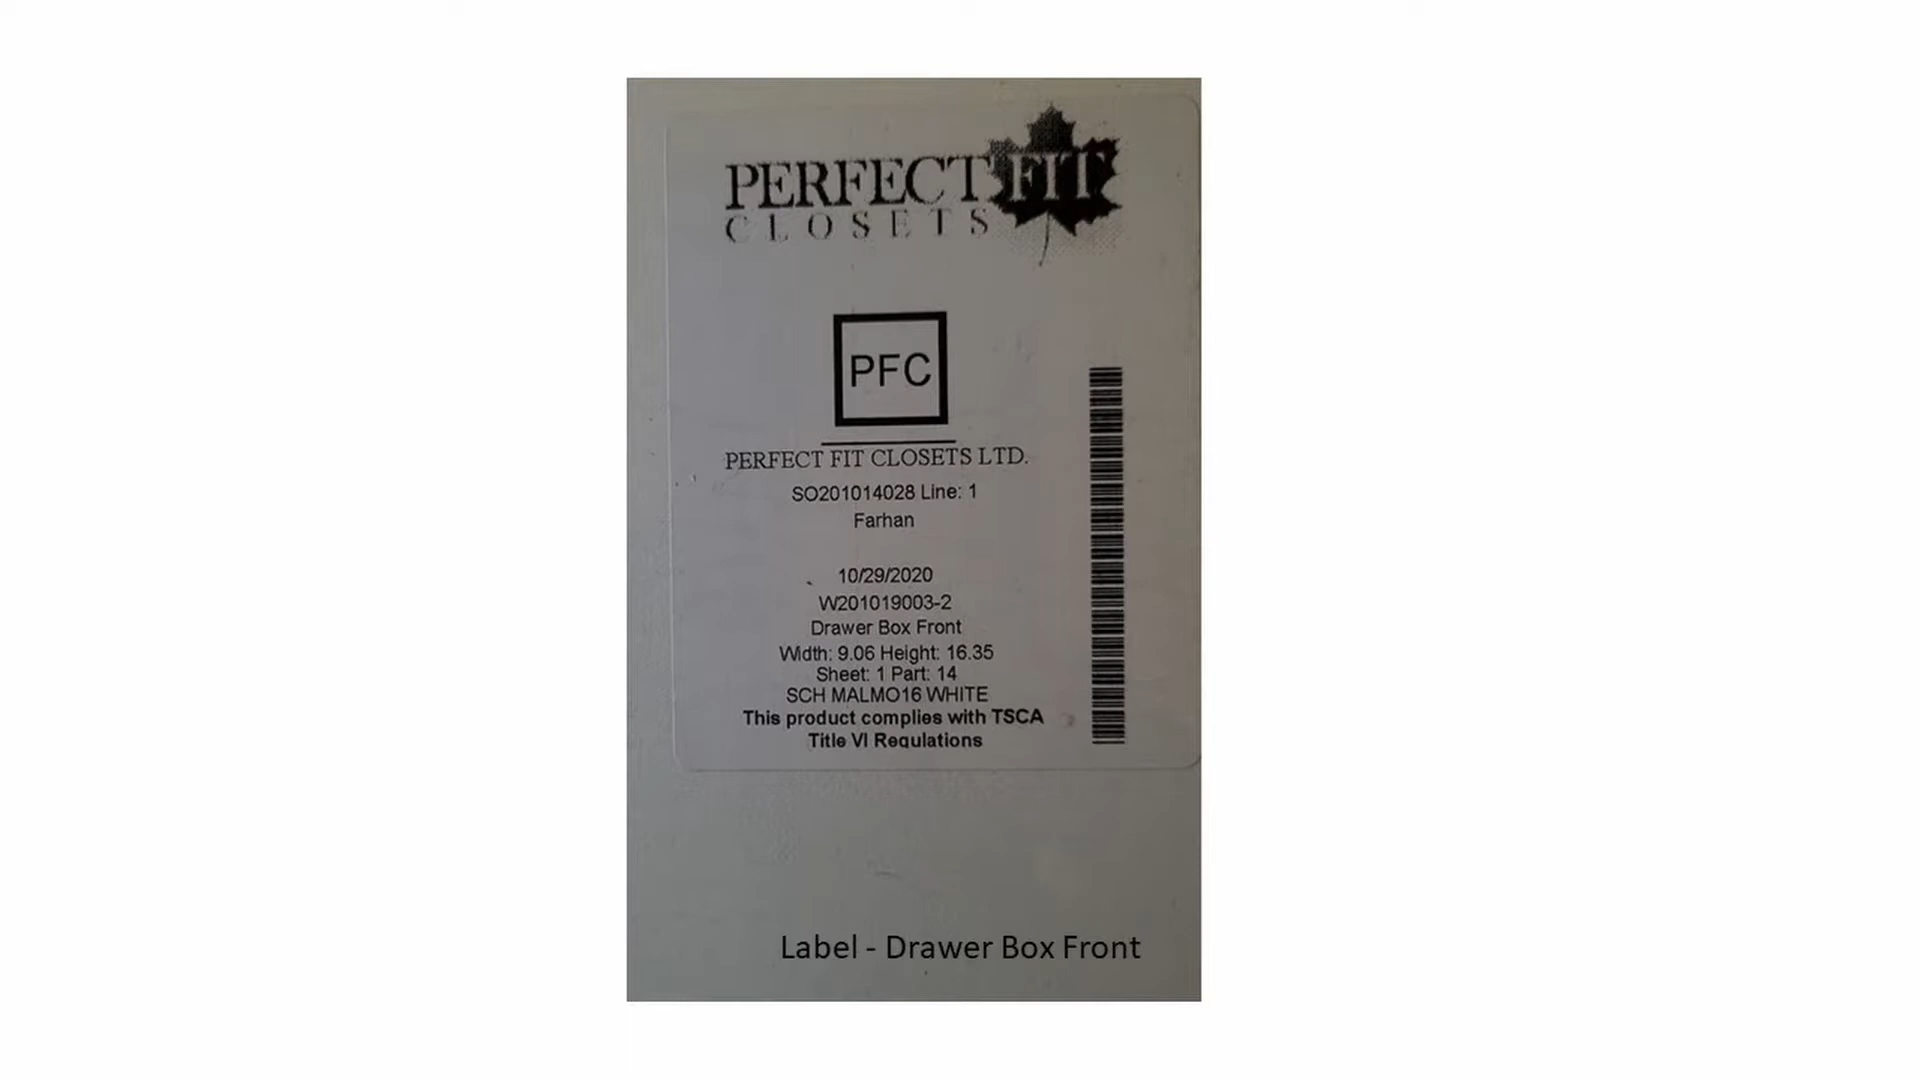 PERFECT FIT
CLOSETS
PFC
PERFECT FIT CLOSETS LTD.
SO201014028 Line: 1
Farhan
10/29/2020
W201019003-2
Drawer Box Front
Width: 9.06 Height: 16.35
Sheet: 1 Part: 14
SCH MALMO16 WHITE
This product complies with TSCA
Title VI Regulations
Label - Drawer Box Front